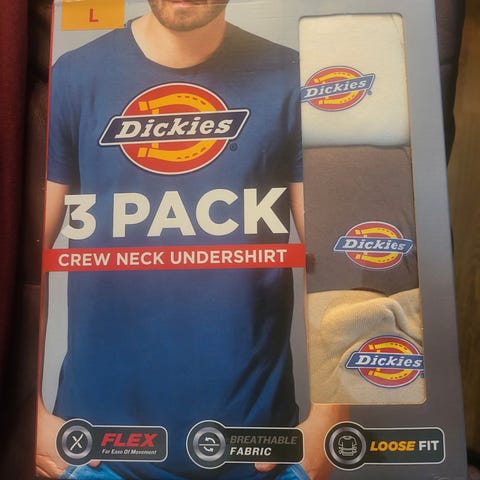 L
Dickies
®
3 PACK
CREW NECK UNDERSHIRT
Dickies
Dickies
Dickies
X
FLEX
For Ease Of Movement
BREATHABLE
FABRIC
LOOSE FIT